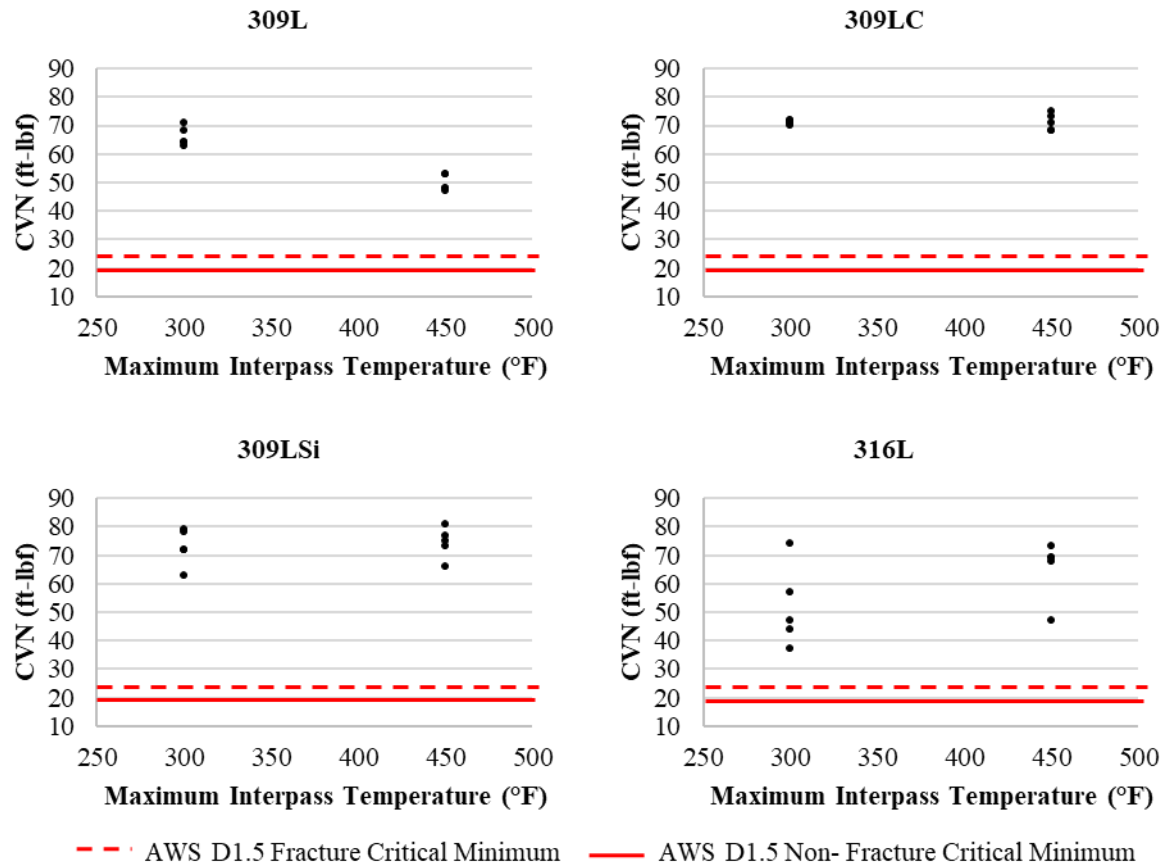 309L
CVN (ft-lbf)
90
80
70
60
50
40
30
20
10
250 300 350 400 450 500
Maximum Interpass Temperature (°F)
309LC
CVN (ft-lbf)
90
80
70
60
50
40
30
20
10
250 300 350 400 450 500
Maximum Interpass Temperature (°F)
309LSi
CVN (ft-lbf)
90
80
70
60
50
40
30
20
10
250 300 350 400 450 500
Maximum Interpass Temperature (°F)
316L
CVN (ft-lbf)
90
80
70
60
50
40
30
20
10
250 300 350 400 450 500
Maximum Interpass Temperature (°F)
AWS D1.5 Fracture Critical Minimum
AWS D1.5 Non- Fracture Critical Minimum